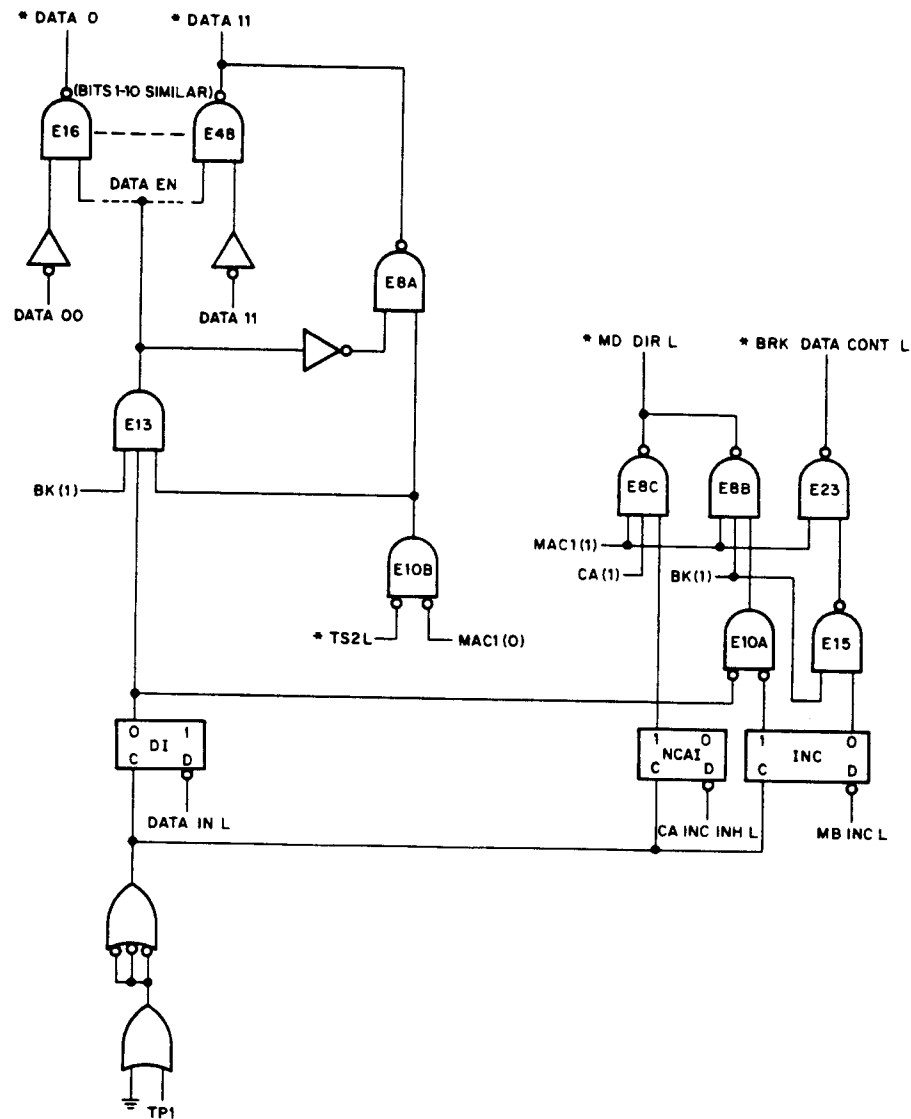 * DATA 0
* DATA 11
(BITS 1-10 SIMILAR)
E16
E4B
DATA EN
E8A
DATA 00
DATA 11
* MD DIR L
* BRK DATA CONT L
E13
E8C
E8B
E23
BK(1)
MAC1(1)
CA(1)
BK(1)
E10B
E10A
E15
* TS2L
MAC1(0)
0 1
DI
C D
1 0
NCAI
C D
1 0
INC
C D
DATA IN L
CA INC INH L
MB INC L
TP1